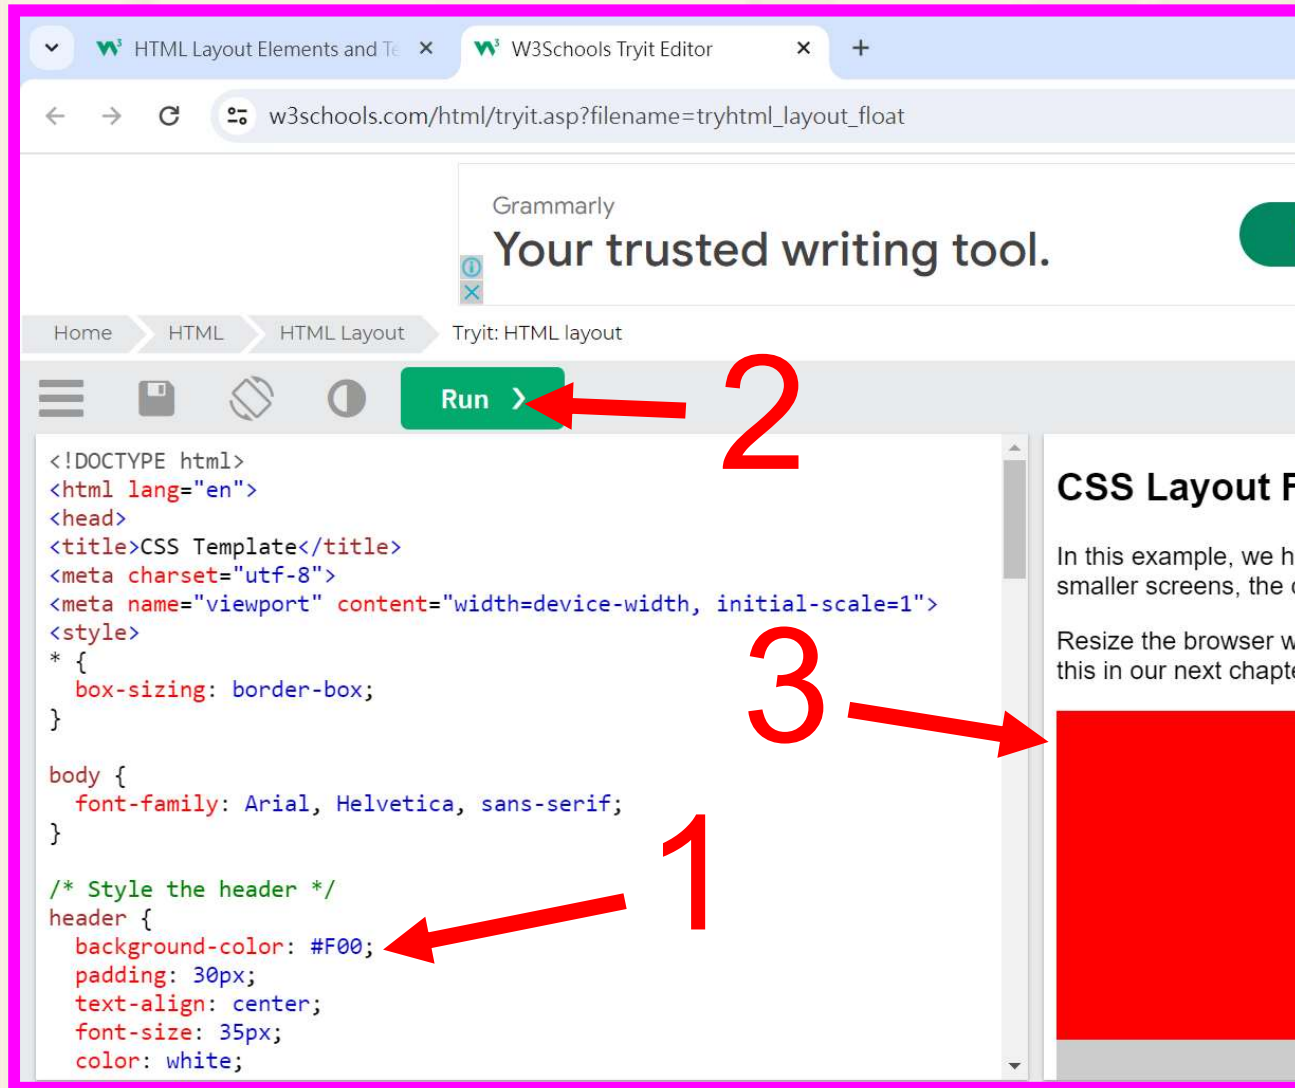 HTML Layout Elements and Te
W3Schools Tryit Editor
w3schools.com/html/tryit.asp?filename=tryhtml_layout_float
Grammarly
Your trusted writing tool.
Home HTML HTML Layout Tryit: HTML layout
Run ❯
2
<!DOCTYPE html>
<html lang="en">
<head>
<title>CSS Template</title>
<meta charset="utf-8">
<meta name="viewport" content="width=device-width, initial-scale=1">
<style>
* {
  box-sizing: border-box;
}
body {
  font-family: Arial, Helvetica, sans-serif;
}
/* Style the header */
header {
  background-color: #F00;
  padding: 30px;
  text-align: center;
  font-size: 35px;
  color: white;
1
3
CSS Layout F
In this example, we h
smaller screens, the
Resize the browser w
this in our next chapte